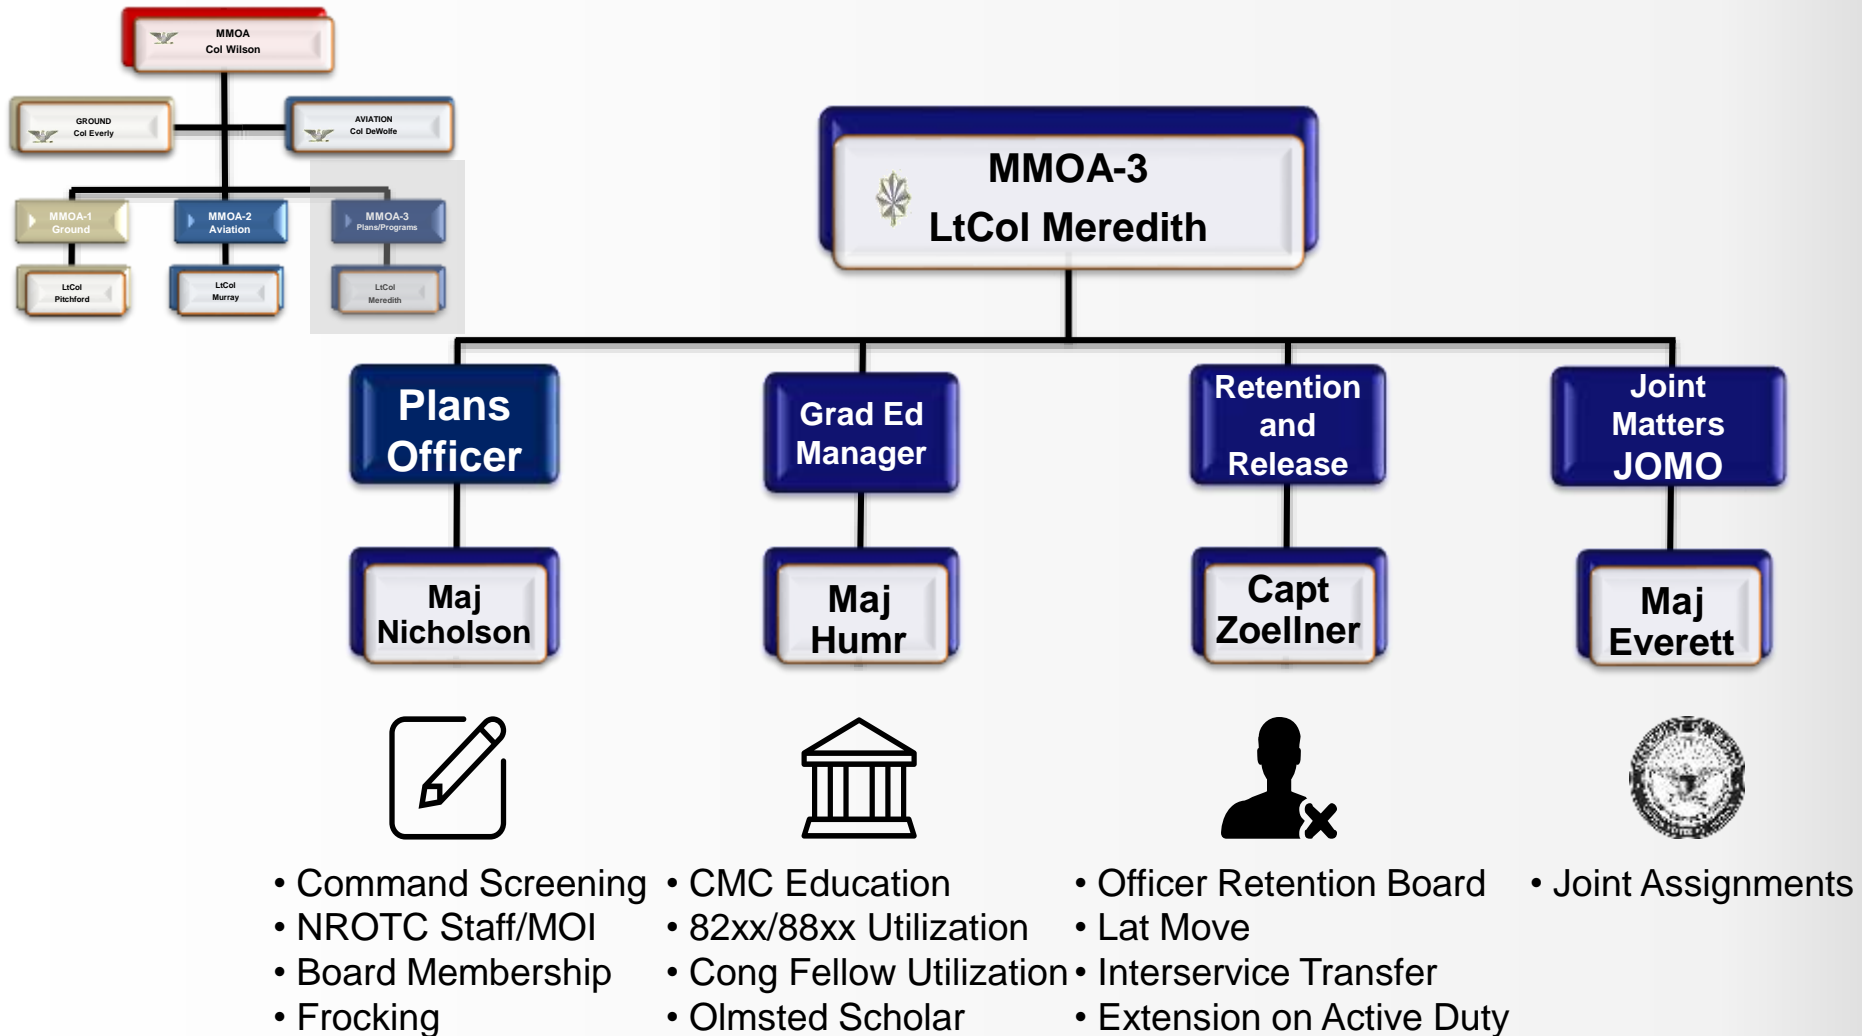 MMOA
Col Wilson
GROUND
Col Everly
AVIATION
Col DeWolfe
MMOA-1
Ground
MMOA-2
Aviation
MMOA-3
Plans/Programs
LtCol
Pitchford
LtCol
Murray
LtCol
Meredith
MMOA-3
LtCol Meredith
Plans
Officer
Grad Ed
Manager
Retention
and
Release
Joint
Matters
JOMO
Maj
Nicholson
Maj
Humr
Capt
Zoellner
Maj
Everett
• Command Screening
• NROTC Staff/MOI
• Board Membership
• Frocking
• CMC Education
• 82xx/88xx Utilization
• Cong Fellow Utilization
• Olmsted Scholar
• Officer Retention Board
• Lat Move
• Interservice Transfer
• Extension on Active Duty
• Joint Assignments